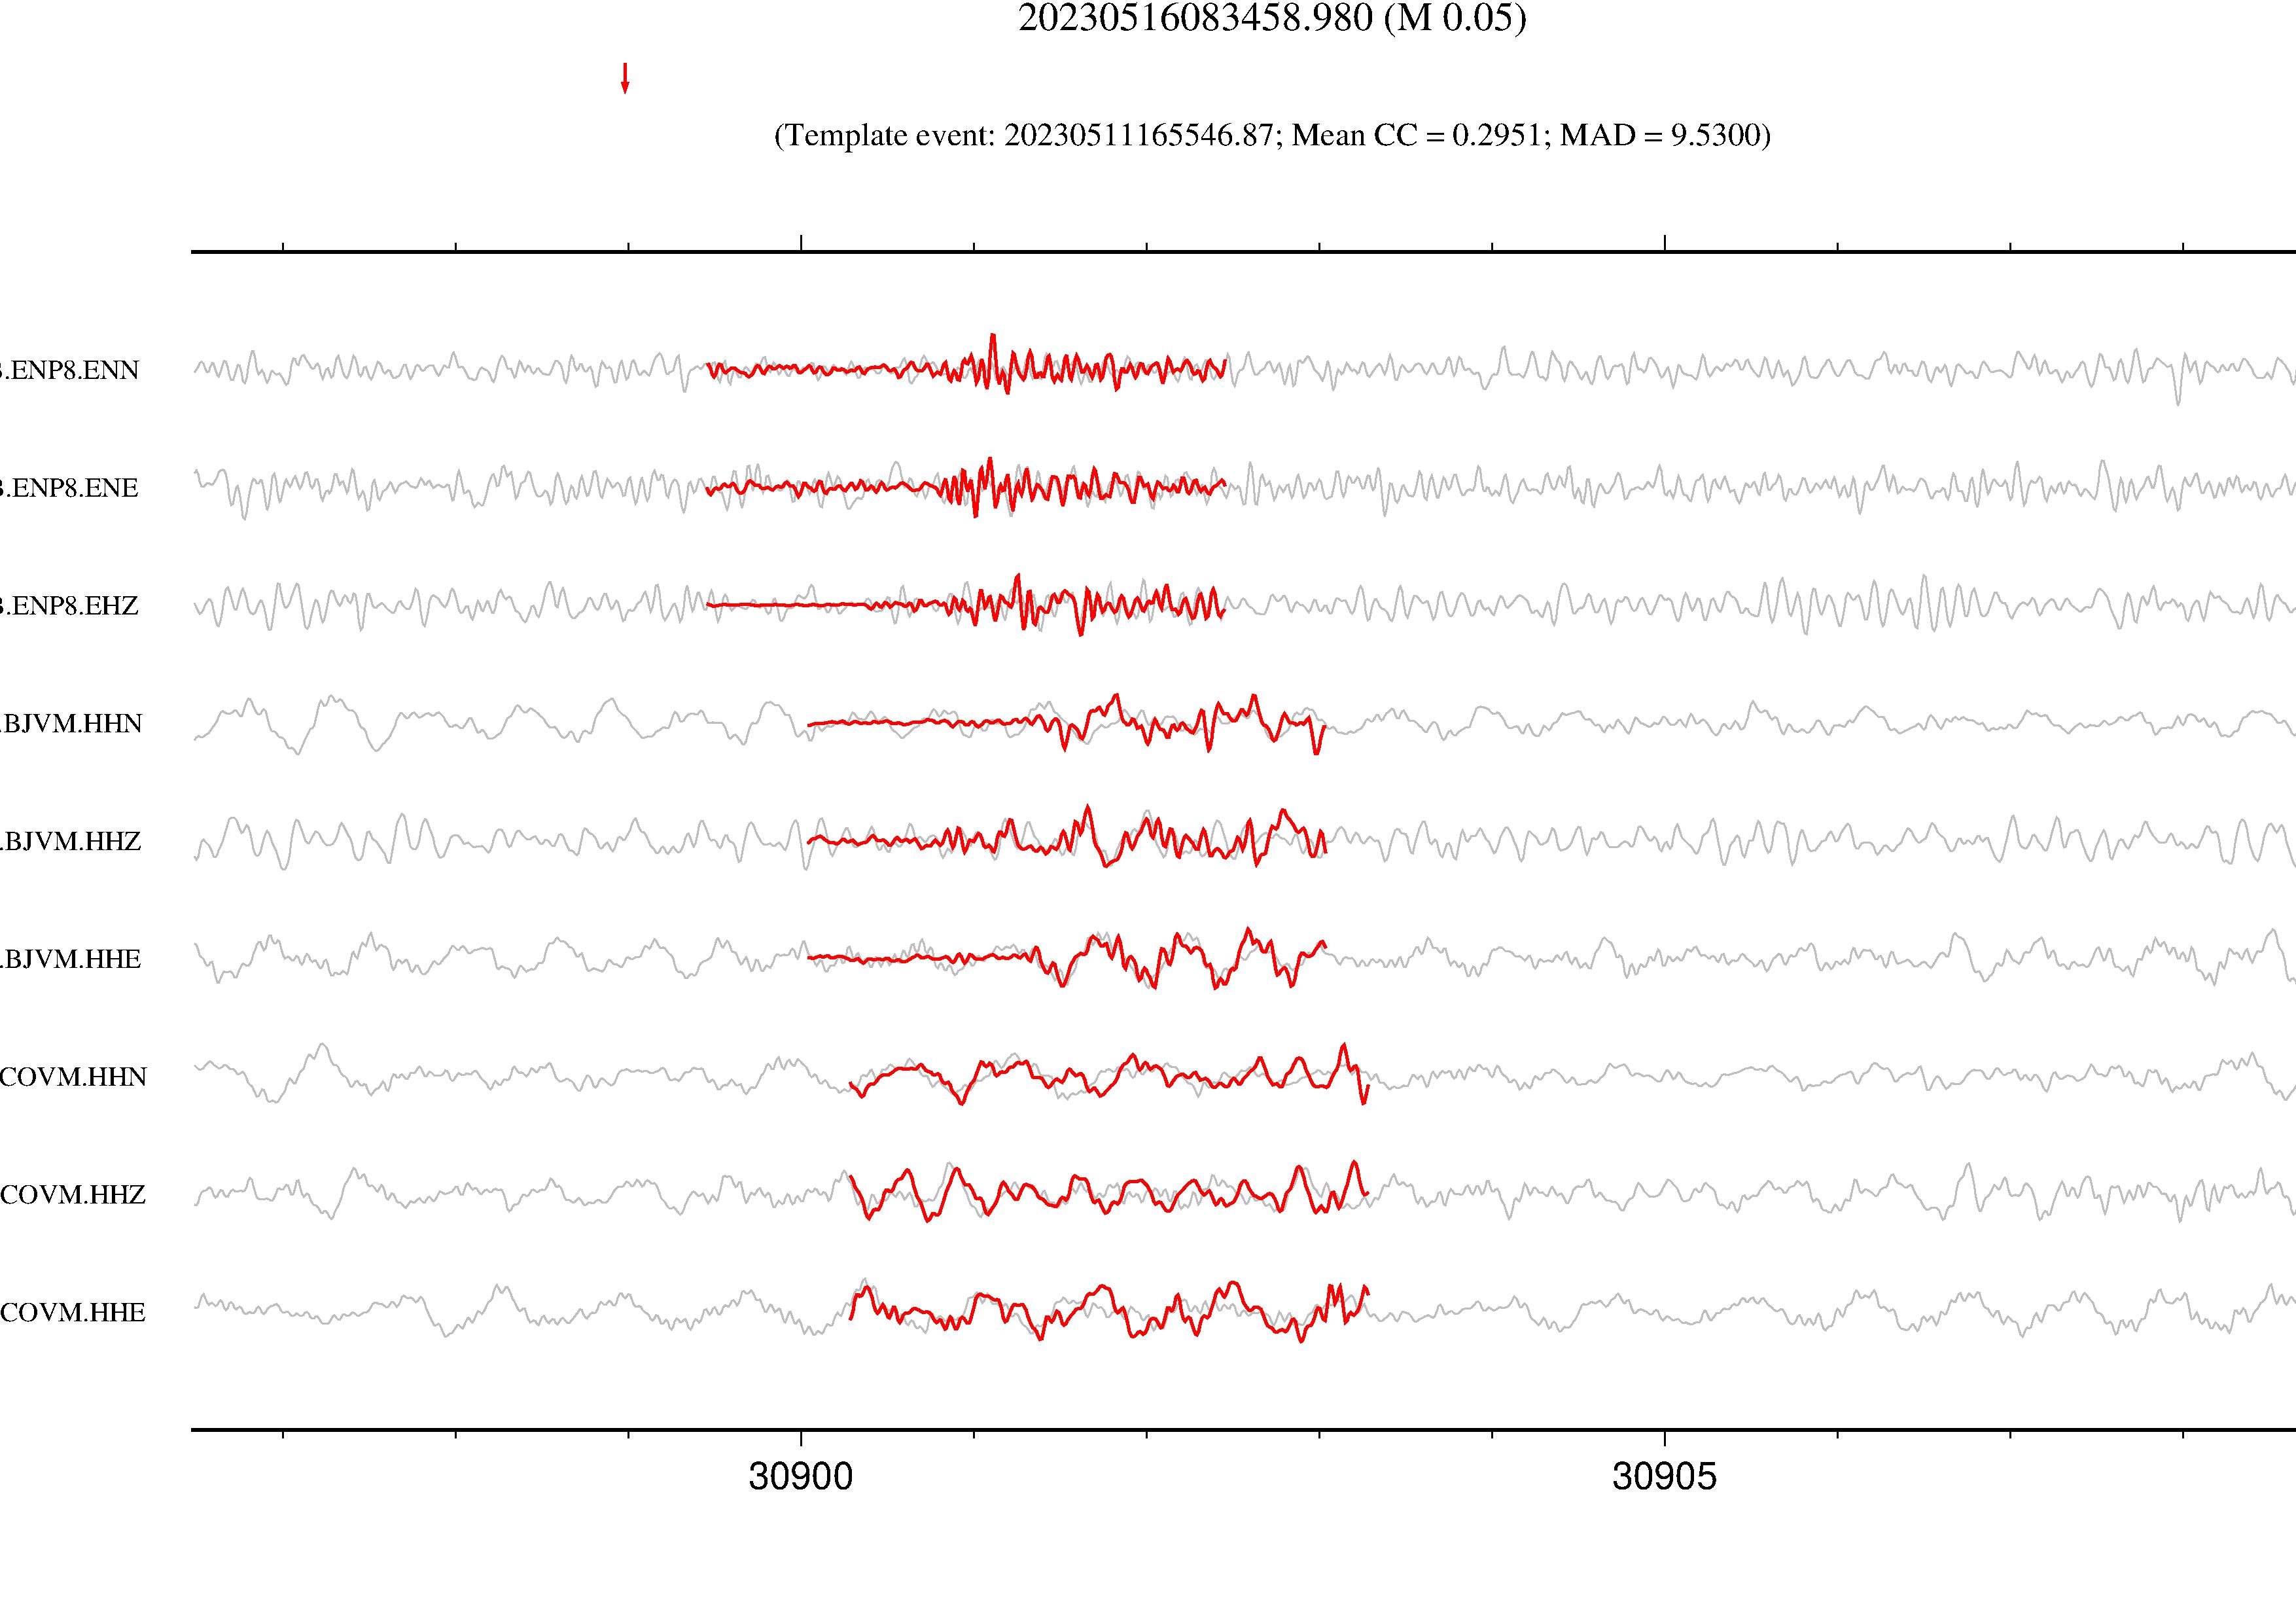 20230516083458.980 (M 0.05)
(Template event: 20230511165546.87; Mean CC = 0.2951; MAD = 9.5300)
.ENP8.ENN
.ENP8.ENE
.ENP8.EHZ
.BJVM.HHN
.BJVM.HHZ
.BJVM.HHE
COVM.HHN
COVM.HHZ
COVM.HHE
30900 30905